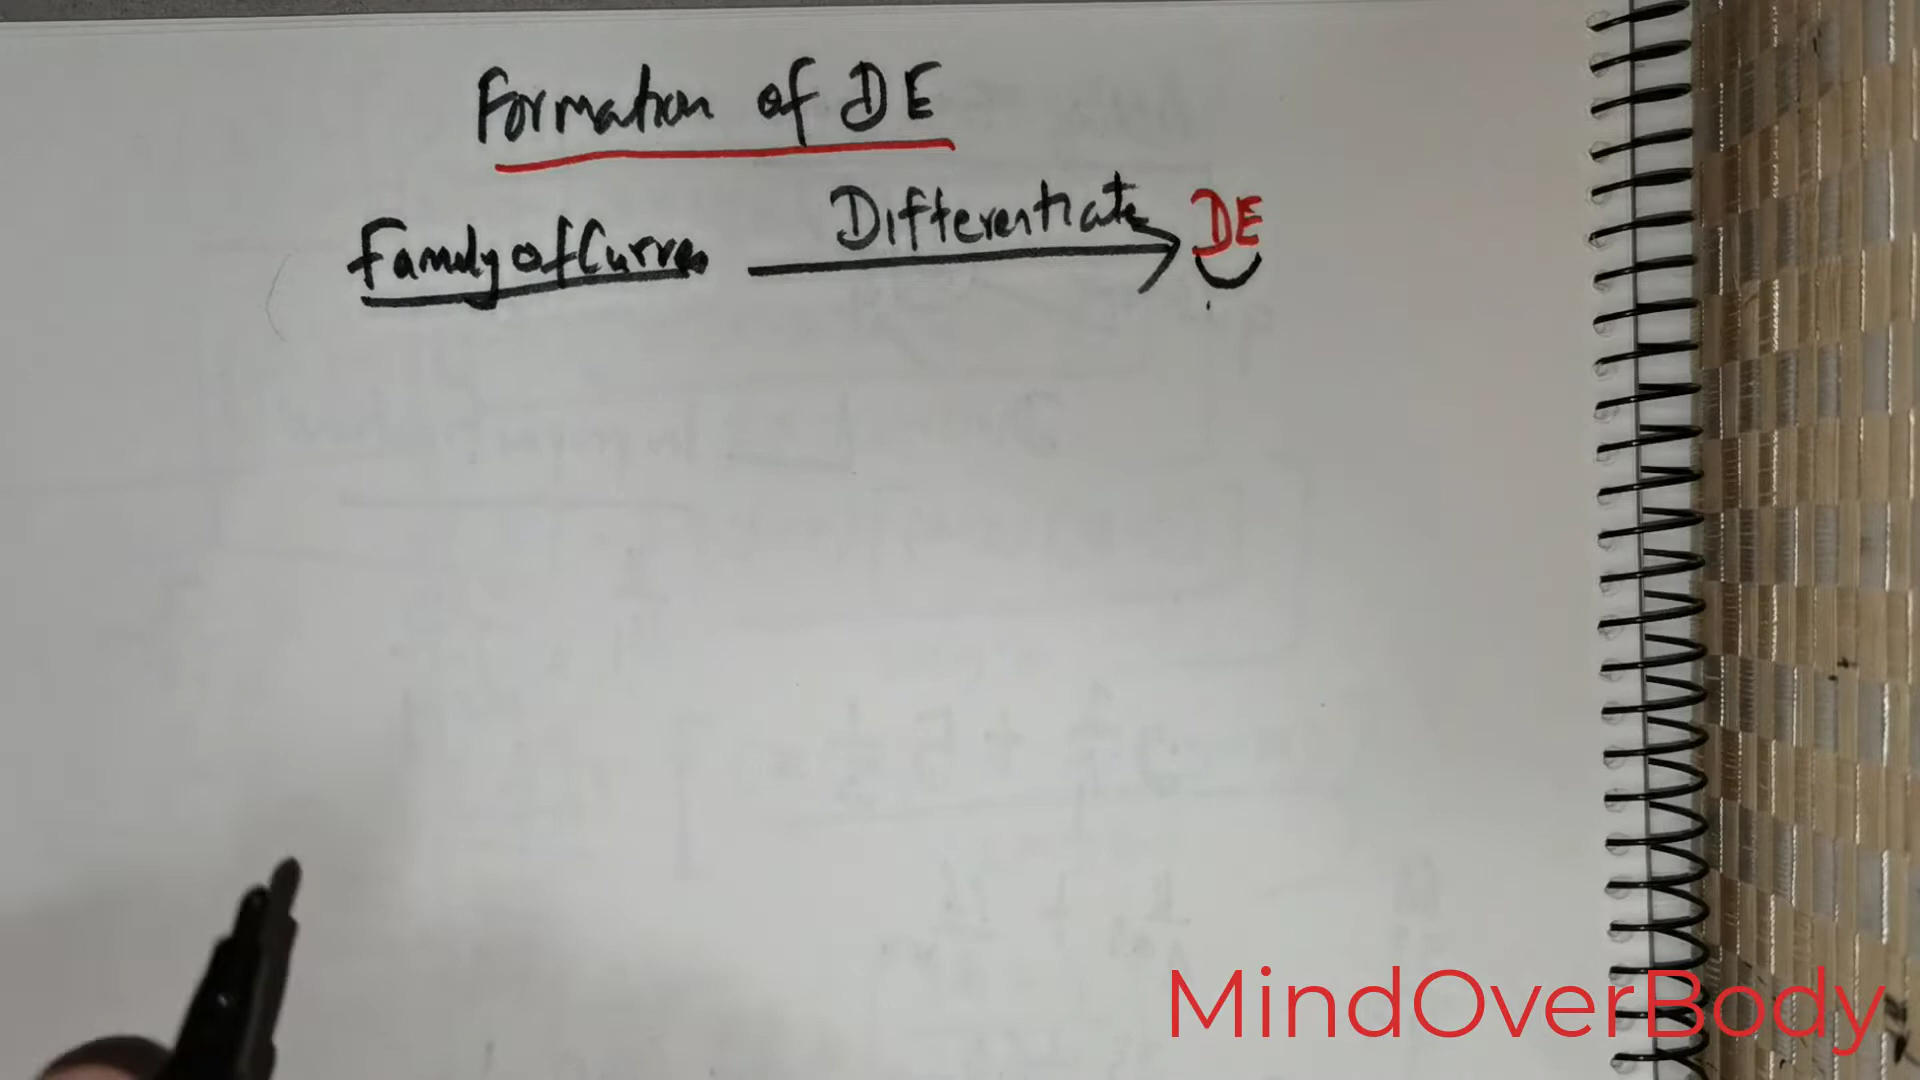 Formation of DE
Family of Curves Differentiate DE
MindOverBody